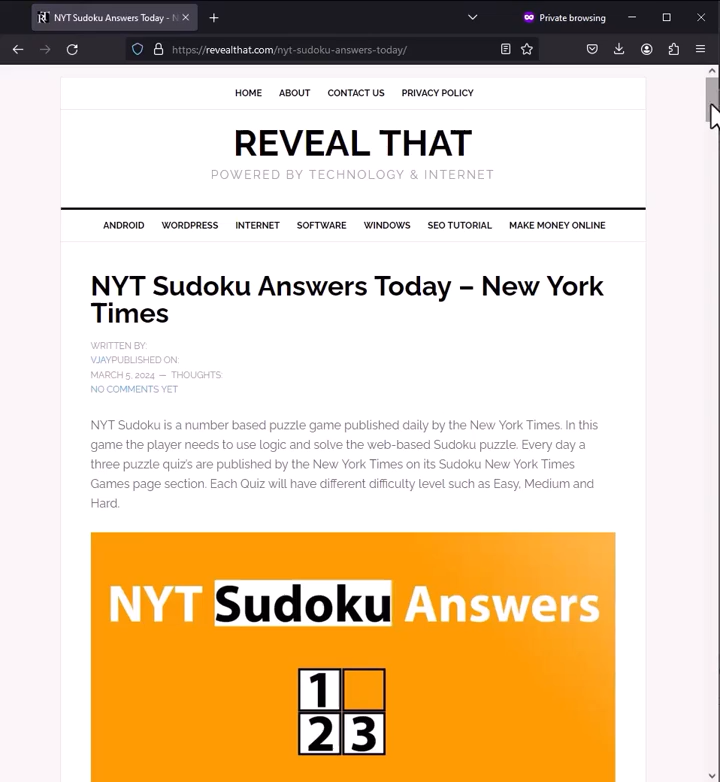 NYT Sudoku Answers Today - N
Private browsing
https://revealthat.com/nyt-sudoku-answers-today/
HOME ABOUT CONTACT US PRIVACY POLICY
REVEAL THAT
POWERED BY TECHNOLOGY & INTERNET
ANDROID WORDPRESS INTERNET SOFTWARE WINDOWS SEO TUTORIAL MAKE MONEY ONLINE
NYT Sudoku Answers Today – New York
Times
WRITTEN BY:
VJAYPUBLISHED ON:
MARCH 5, 2024 — THOUGHTS:
NO COMMENTS YET
NYT Sudoku is a number based puzzle game published daily by the New York Times. In this
game the player needs to use logic and solve the web-based Sudoku puzzle. Every day a
three puzzle quiz's are published by the New York Times on its Sudoku New York Times
Games page section. Each Quiz will have different difficulty level such as Easy, Medium and
Hard.
NYT Sudoku Answers
1
2 3